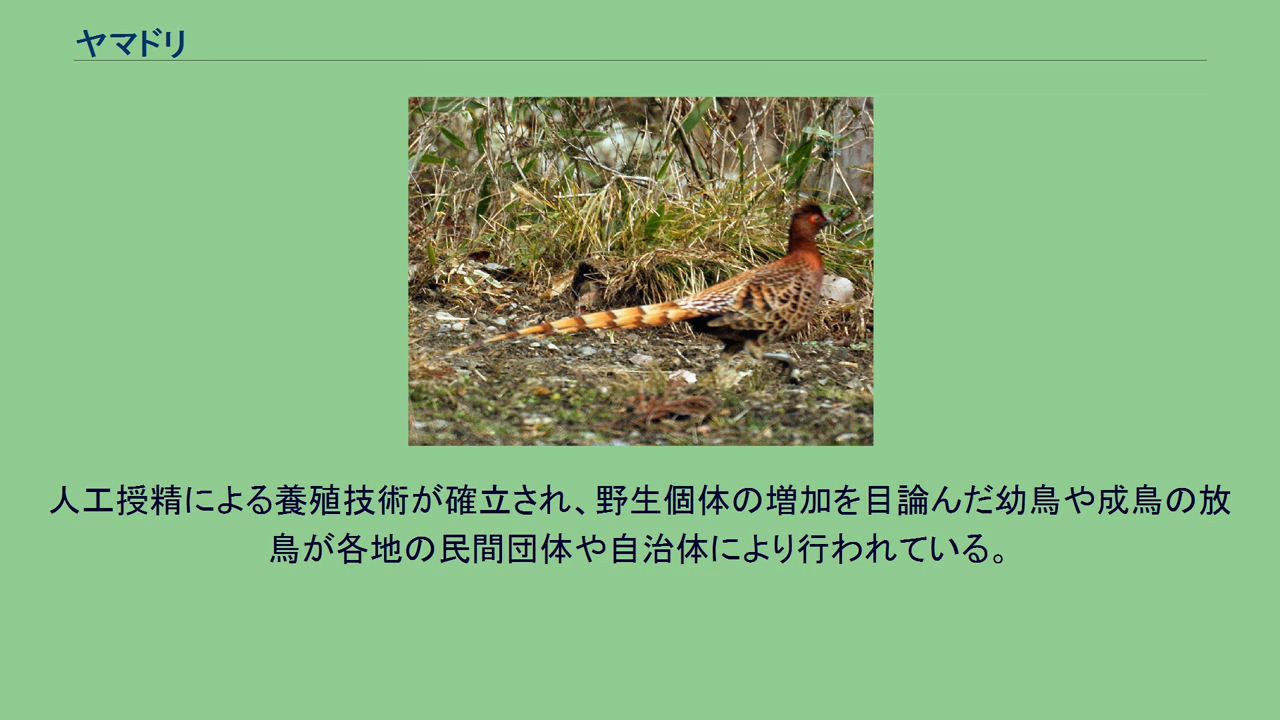 ヤマドリ
人工授精による養殖技術が確立され、野生個体の増加を目論んだ幼鳥や成鳥の放
鳥が各地の民間団体や自治体により行われている。